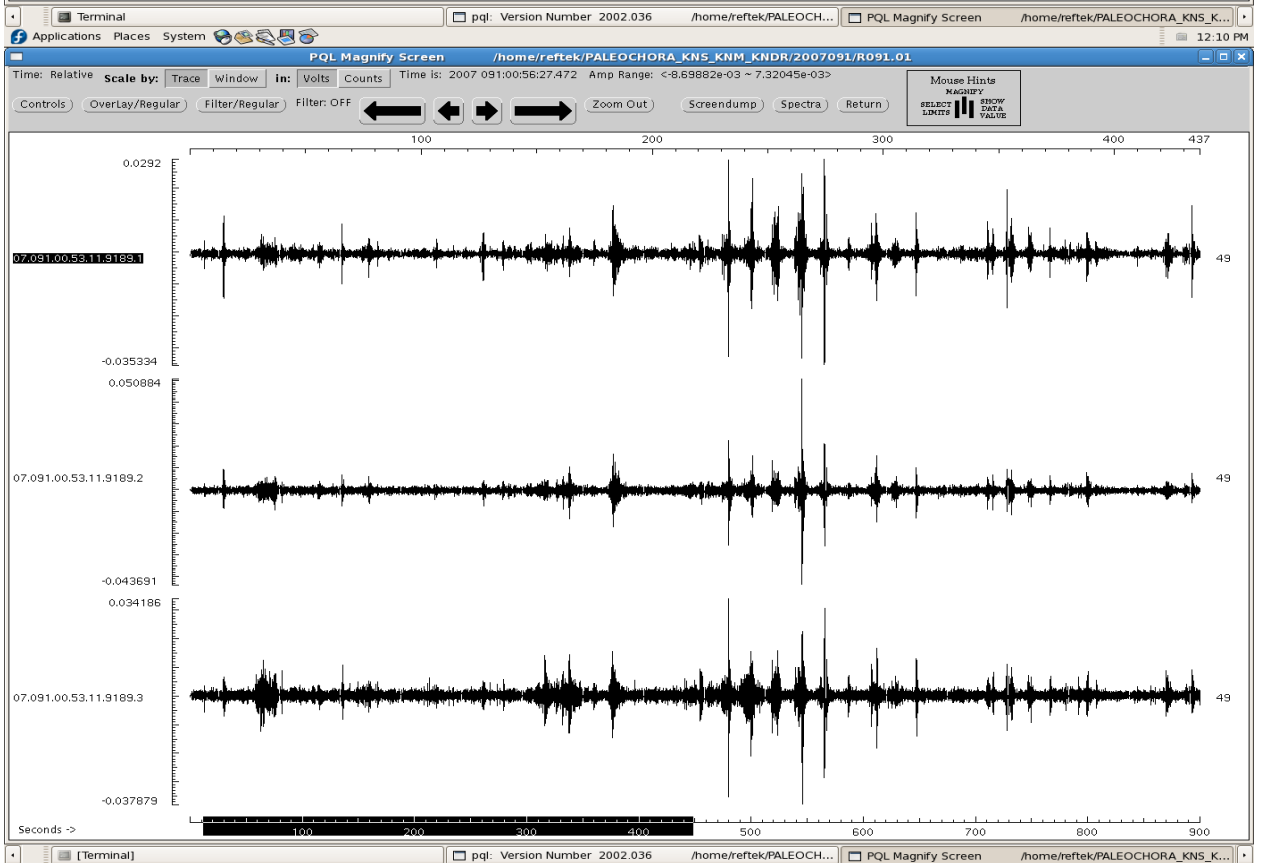 Terminal pql: Version Number 2002.036 /home/reftek/PALEOCH... PQL Magnify Screen /home/reftek/PALEOCHORA_KNS_K...
Applications Places System 12:10 PM
PQL Magnify Screen /home/reftek/PALEOCHORA_KNS_KNM_KNDR/2007091/R091.01
Time: Relative Scale by: Trace Window in: Volts Counts Time is: 2007 091:00:56:27.472 Amp Range: <-8.69882e-03 ~ 7.32045e-03>
Mouse Hints
MAGNIFY
SELECT LIMITS SHOW DATA VALUE
Controls OverLay/Regular Filter/Regular Filter: OFF Zoom Out Screendump Spectra Return
100 200 300 400 437
0.0292
07.091.00.53.11.9189.1 49
-0.035334
0.050884
07.091.00.53.11.9189.2 49
-0.043691
0.034186
07.091.00.53.11.9189.3 49
-0.037879
Seconds -> 100 200 300 400 500 600 700 800 900
[Terminal] pql: Version Number 2002.036 /home/reftek/PALEOCH... PQL Magnify Screen /home/reftek/PALEOCHORA_KNS_K...